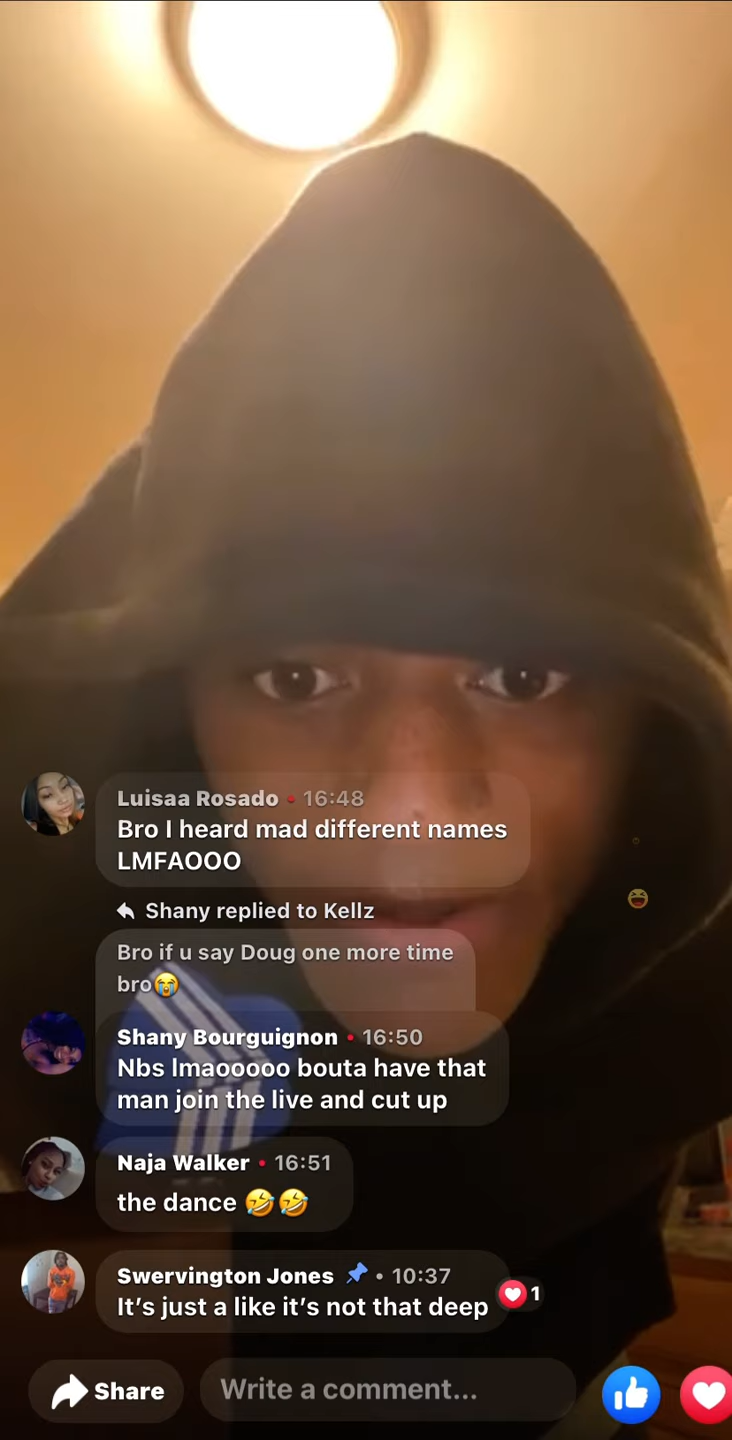 Luisaa Rosado • 16:48
Bro I heard mad different names
LMFAOOO
Shany replied to Kellz
Bro if u say Doug one more time
bro😭
Shany Bourguignon • 16:50
Nbs lmaooooo bouta have that
man join the live and cut up
Naja Walker • 16:51
the dance 🤣🤣
Swervington Jones 📌 • 10:37
It’s just a like it’s not that deep
1
Share
Write a comment...